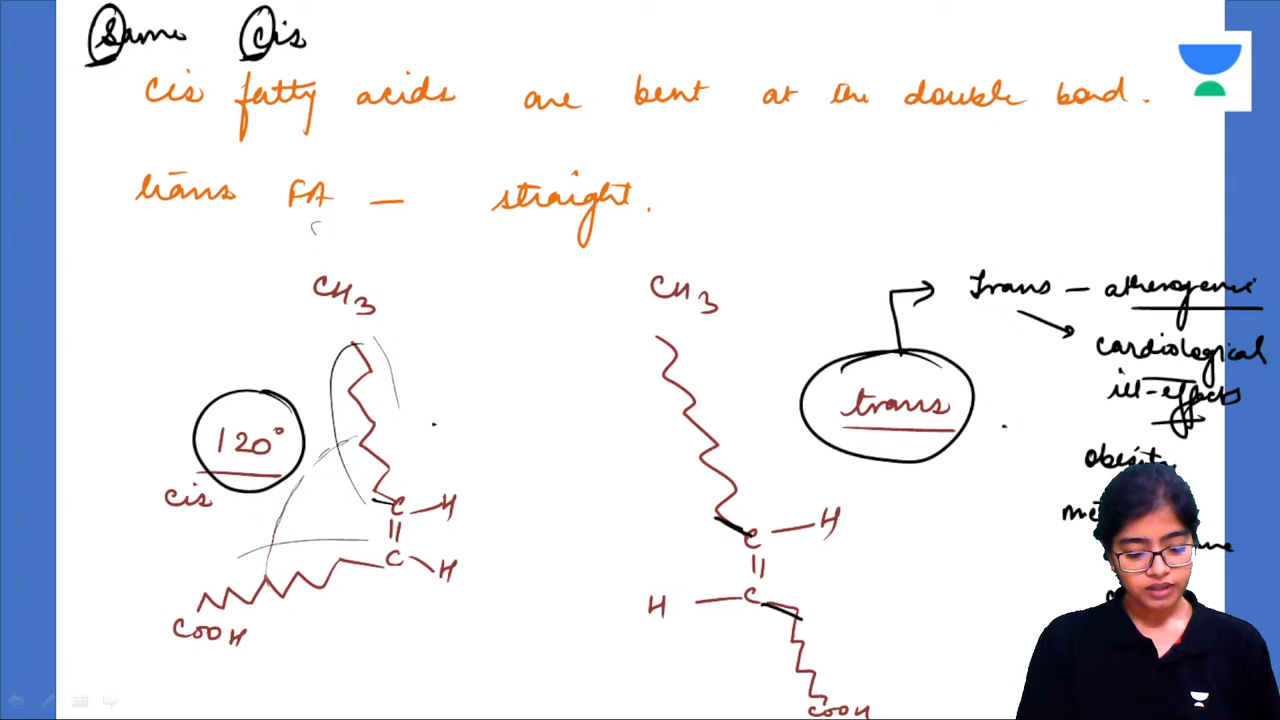 Same Cis
Cis fatty acids are bent at the double bond.
trans FA — straight.
CH3
120°
cis
C-H
C
H
COOH
CH3
trans
C-H
H
C
COOH
Trans - atherogenic
cardiological
ill-effects
obesity